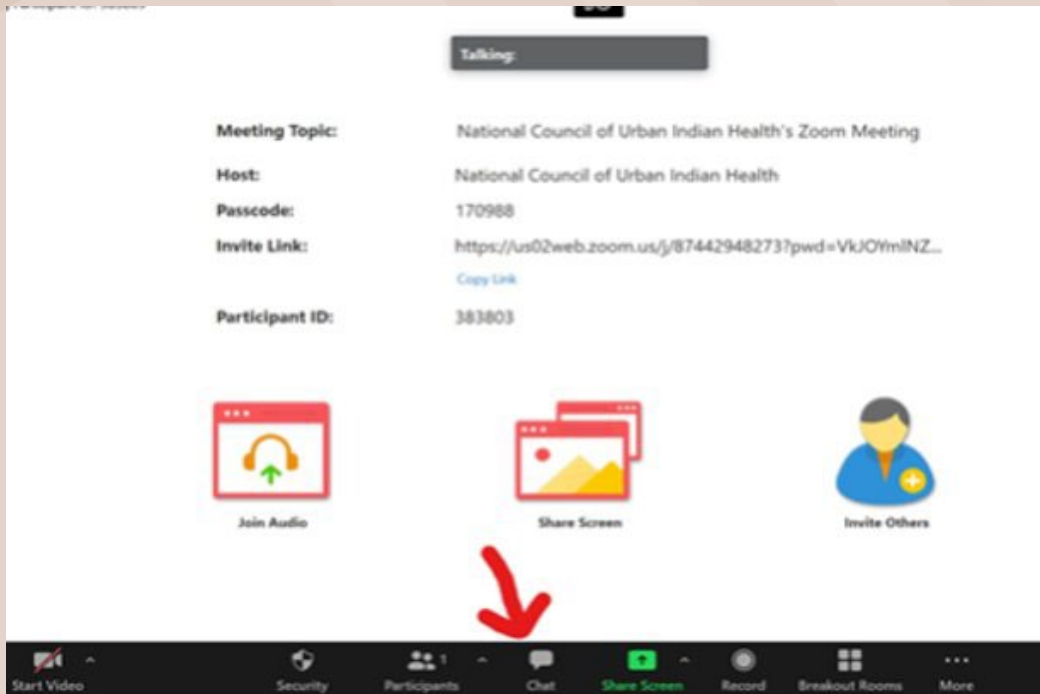 Talking:
Meeting Topic: National Council of Urban Indian Health's Zoom Meeting
Host: National Council of Urban Indian Health
Passcode: 170988
Invite Link: https://us02web.zoom.us/j/87442948273?pwd=VkJOYmlNZ...
Copy Link
Participant ID: 383803
Join Audio Share Screen Invite Others
1
Start Video Security Participants Chat Share Screen Record Breakout Rooms More